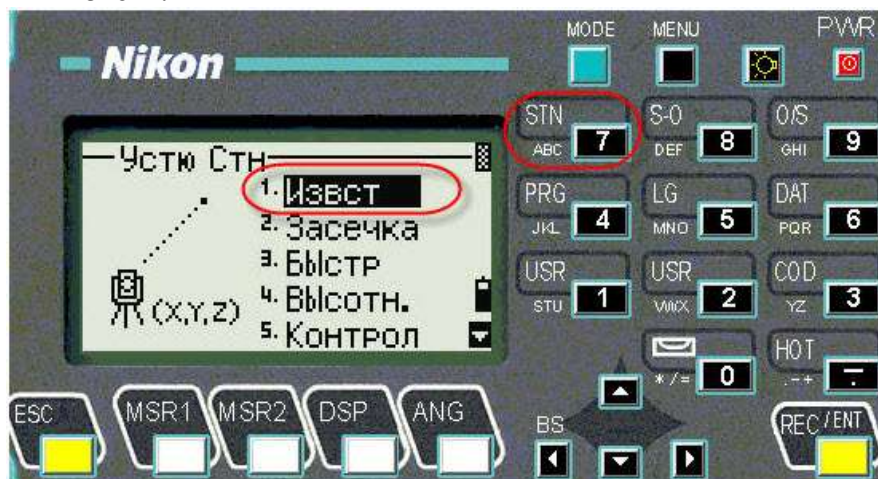 MODE MENU PWR
Nikon
STN ABC 7 S-O DEF 8 O/S GHI 9
Устю Стн
1. Извст
2. Засечка
3. Быстр
4. Высотн.
5. Контрол
(X,Y,Z)
PRG JKL 4 LG MNO 5 DAT PQR 6
USR STU 1 USR VWX 2 COD YZ 3
*/= 0 HOT .-+ .
ESC MSR1 MSR2 DSP ANG BS REC/ENT